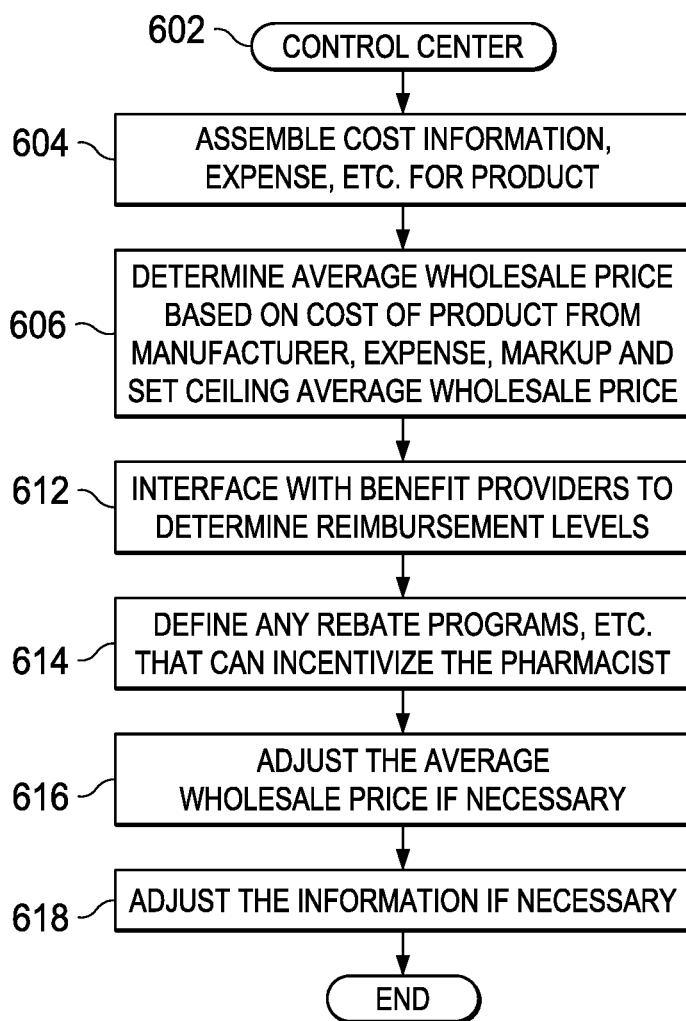 602
CONTROL CENTER
604
ASSEMBLE COST INFORMATION,
EXPENSE, ETC. FOR PRODUCT
606
DETERMINE AVERAGE WHOLESALE PRICE
BASED ON COST OF PRODUCT FROM
MANUFACTURER, EXPENSE, MARKUP AND
SET CEILING AVERAGE WHOLESALE PRICE
612
INTERFACE WITH BENEFIT PROVIDERS TO
DETERMINE REIMBURSEMENT LEVELS
614
DEFINE ANY REBATE PROGRAMS, ETC.
THAT CAN INCENTIVIZE THE PHARMACIST
616
ADJUST THE AVERAGE
WHOLESALE PRICE IF NECESSARY
618
ADJUST THE INFORMATION IF NECESSARY
END